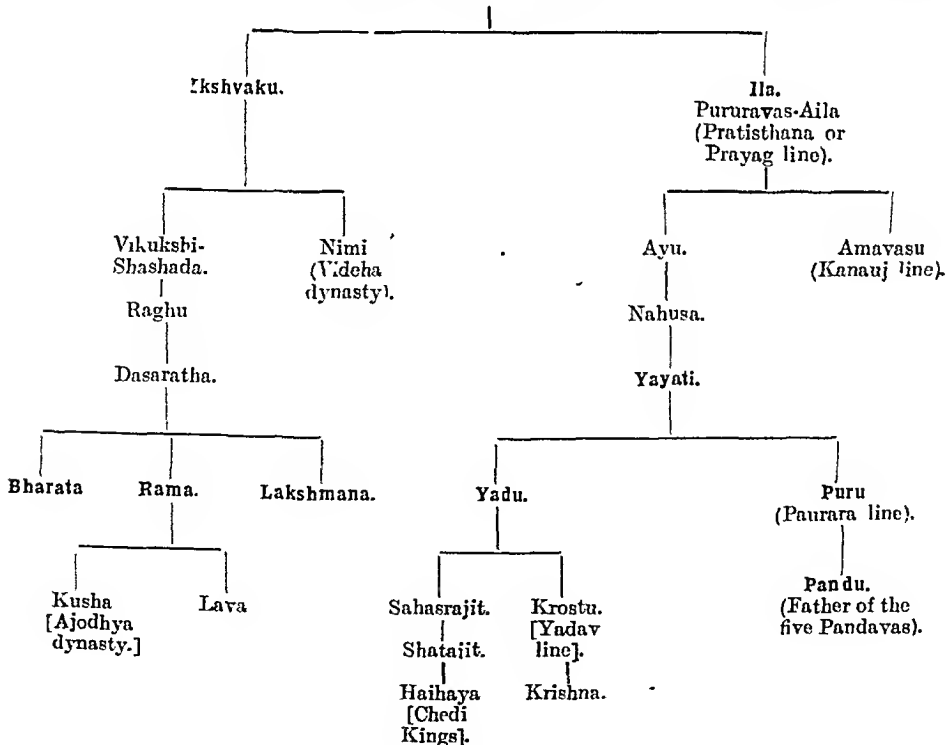 Ikshvaku.
Ila.
Pururavas-Aila
(Pratisthana or
Prayag line).
Vikukshi-
Shashada.
Nimi
(Videha
dynasty).
Ayu.
Amavasu
(Kanauj line).
Raghu
Nahusa.
Dasaratha.
Yayati.
Bharata
Rama.
Lakshmana.
Yadu.
Puru
(Paurara line).
Kusha
[Ajodhya
dynasty.]
Lava
Sahasrajit.
Shatajit.
Haihaya
[Chedi
Kings].
Krostu.
[Yadav
line].
Krishna.
Pandu.
(Father of the
five Pandavas).